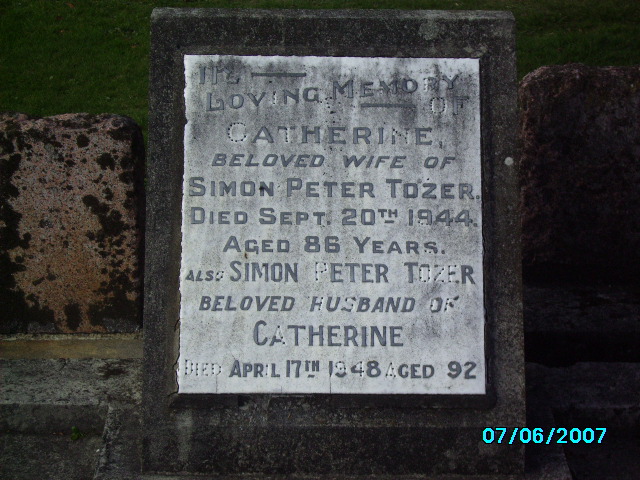 IN
LOVING MEMORY OF
CATHERINE,
BELOVED WIFE OF
SIMON PETER TOZER.
DIED SEPT. 20TH 1944.
AGED 86 YEARS.
ALSO SIMON PETER TOZER
BELOVED HUSBAND OF
CATHERINE
DIED APRIL 17TH 1948 AGED 92
07/06/2007